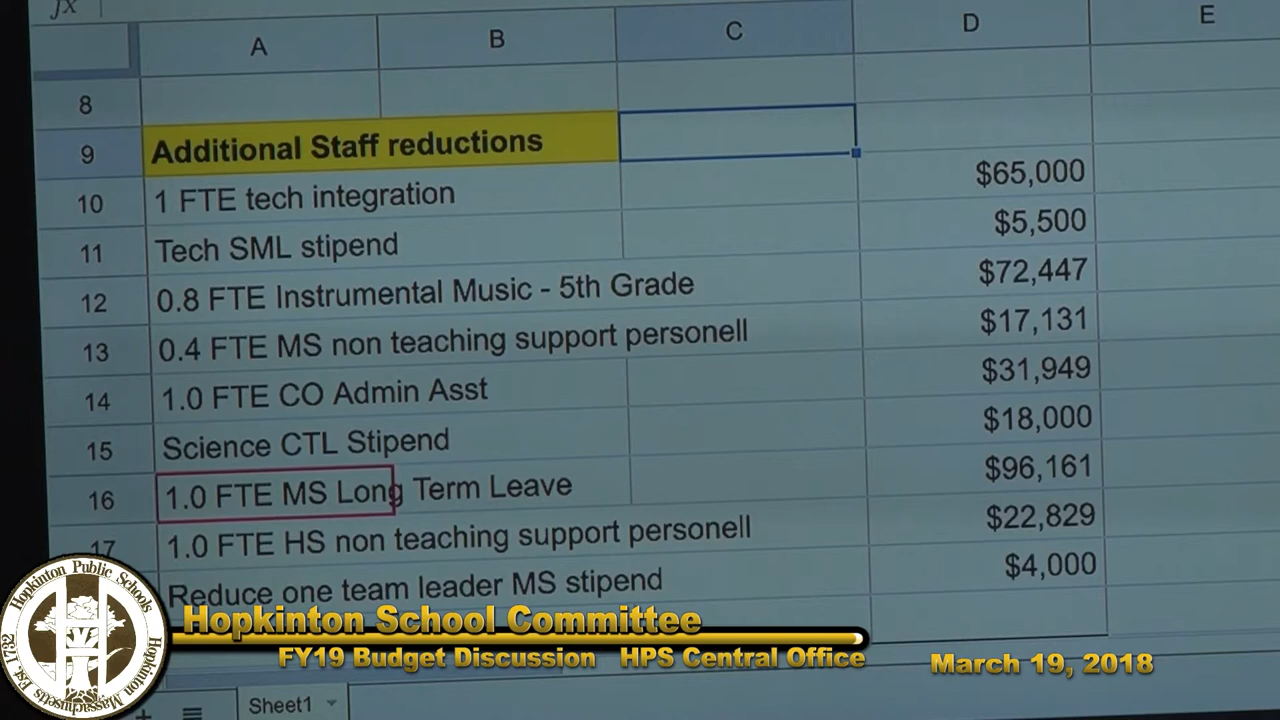 fx
A B C D E
8
9 Additional Staff reductions
10 1 FTE tech integration $65,000
11 Tech SML stipend $5,500
12 0.8 FTE Instrumental Music - 5th Grade $72,447
13 0.4 FTE MS non teaching support personell $17,131
14 1.0 FTE CO Admin Asst $31,949
15 Science CTL Stipend $18,000
16 1.0 FTE MS Long Term Leave $96,161
17 1.0 FTE HS non teaching support personell $22,829
Reduce one team leader MS stipend $4,000
Hopkinton Public Schools
Hopkinton Massachusetts Est. 1732
H
Hopkinton School Committee
FY19 Budget Discussion HPS Central Office
March 19, 2018
+ Sheet1